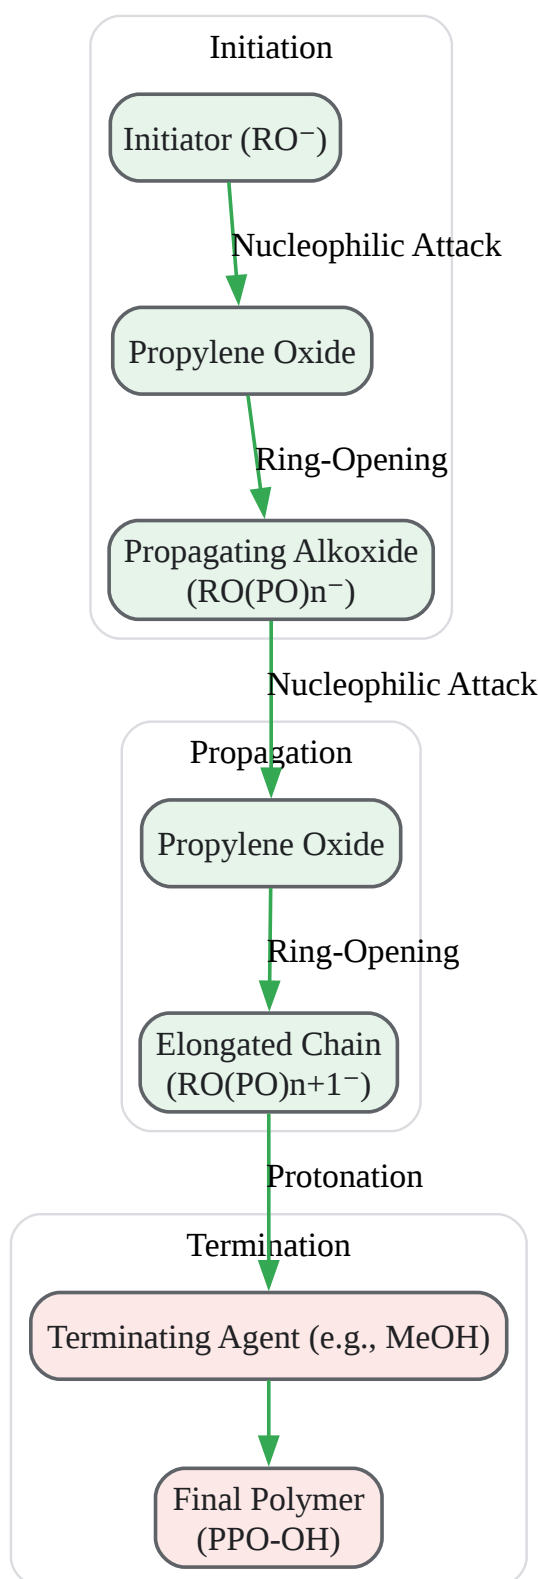 Initiation
Initiator (RO⁻)
Nucleophilic Attack
Propylene Oxide
Ring-Opening
Propagating Alkoxide
(RO(PO)n⁻)
Nucleophilic Attack
Propagation
Propylene Oxide
Ring-Opening
Elongated Chain
(RO(PO)n+1⁻)
Protonation
Termination
Terminating Agent (e.g., MeOH)
Final Polymer
(PPO-OH)